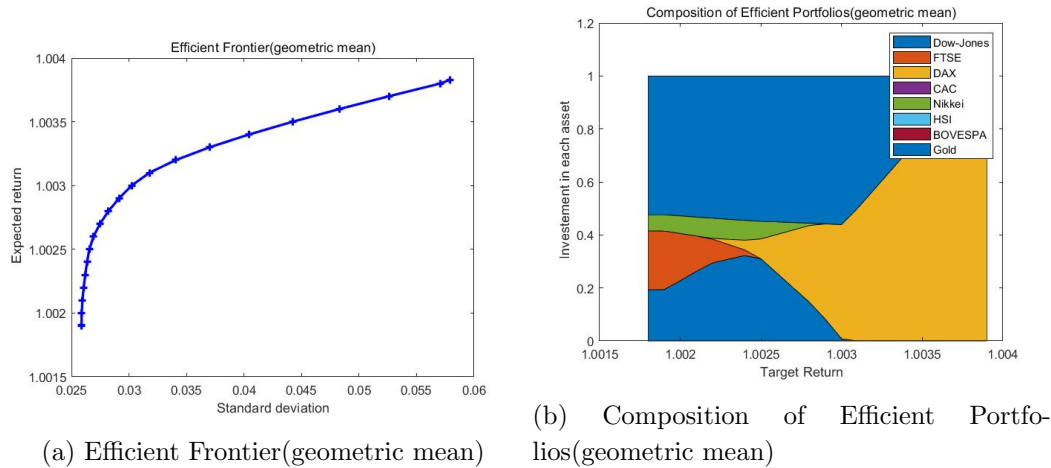 Efficient Frontier(geometric mean)
1.004
1.0035
1.003
1.0025
1.002
1.0015
Expected return
0.025
0.03
0.035
0.04
0.045
0.05
0.055
0.06
Standard deviation
(a) Efficient Frontier(geometric mean)
Composition of Efficient Portfolios(geometric mean)
1.2
1
0.8
0.6
0.4
0.2
0
Investement in each asset
Dow-Jones
FTSE
DAX
CAC
Nikkei
HSI
BOVESPA
Gold
1.0015
1.002
1.0025
1.003
1.0035
1.004
Target Return
(b) Composition of Efficient Portfo-
lios(geometric mean)